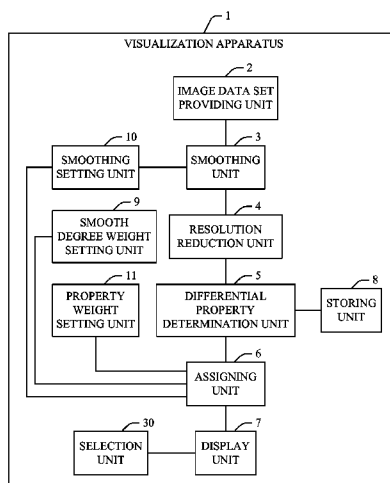 1
VISUALIZATION APPARATUS
2
IMAGE DATA SET
PROVIDING UNIT
10
SMOOTHING
SETTING UNIT
3
SMOOTHING
UNIT
9
SMOOTH
DEGREE WEIGHT
SETTING UNIT
4
RESOLUTION
REDUCTION UNIT
11
PROPERTY
WEIGHT
SETTING UNIT
5
DIFFERENTIAL
PROPERTY
DETERMINATION UNIT
8
STORING
UNIT
6
ASSIGNING
UNIT
30
SELECTION
UNIT
7
DISPLAY
UNIT